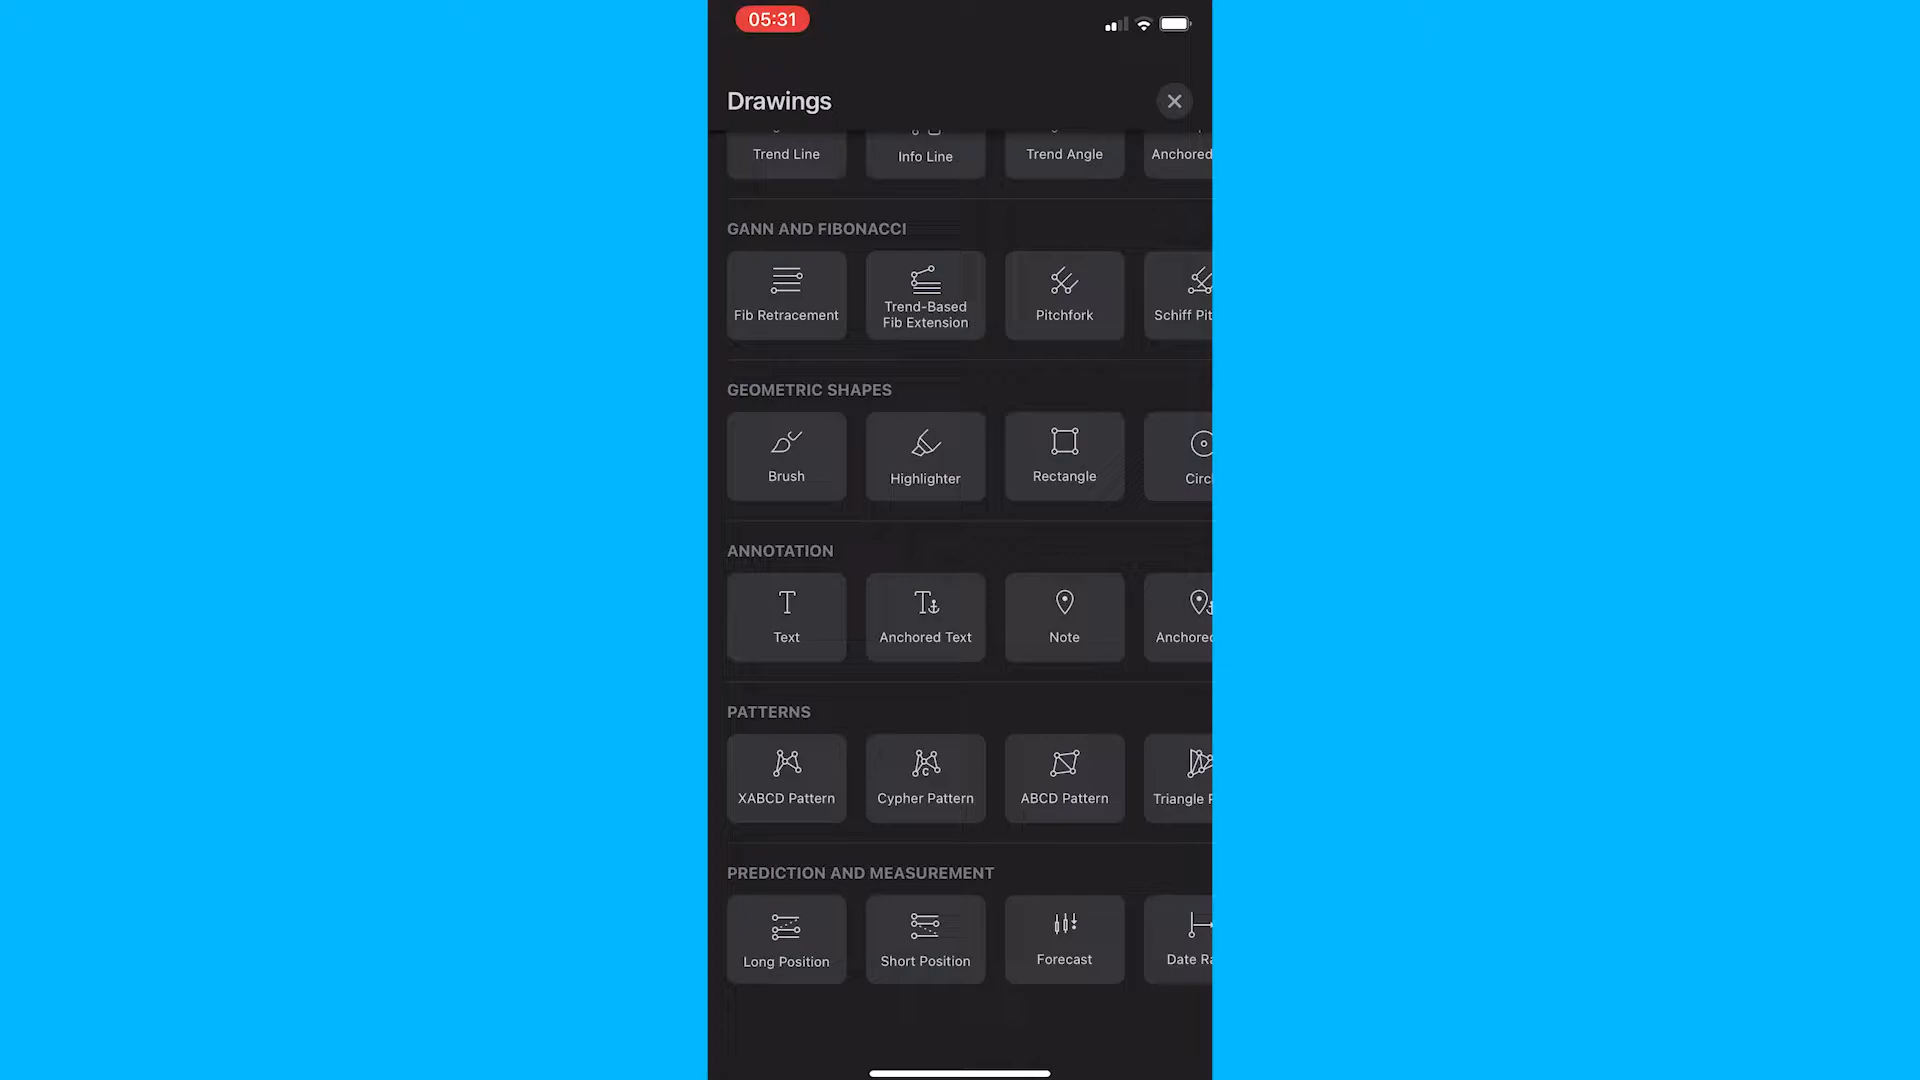 05:31
Drawings
Trend Line
Info Line
Trend Angle
Anchored
GANN AND FIBONACCI
Fib Retracement
Trend-Based
Fib Extension
Pitchfork
Schiff Pit
GEOMETRIC SHAPES
Brush
Highlighter
Rectangle
Circ
ANNOTATION
T
Text
T
Anchored Text
Note
Anchored
PATTERNS
XABCD Pattern
C
Cypher Pattern
ABCD Pattern
Triangle P
PREDICTION AND MEASUREMENT
Long Position
Short Position
Forecast
Date Ra